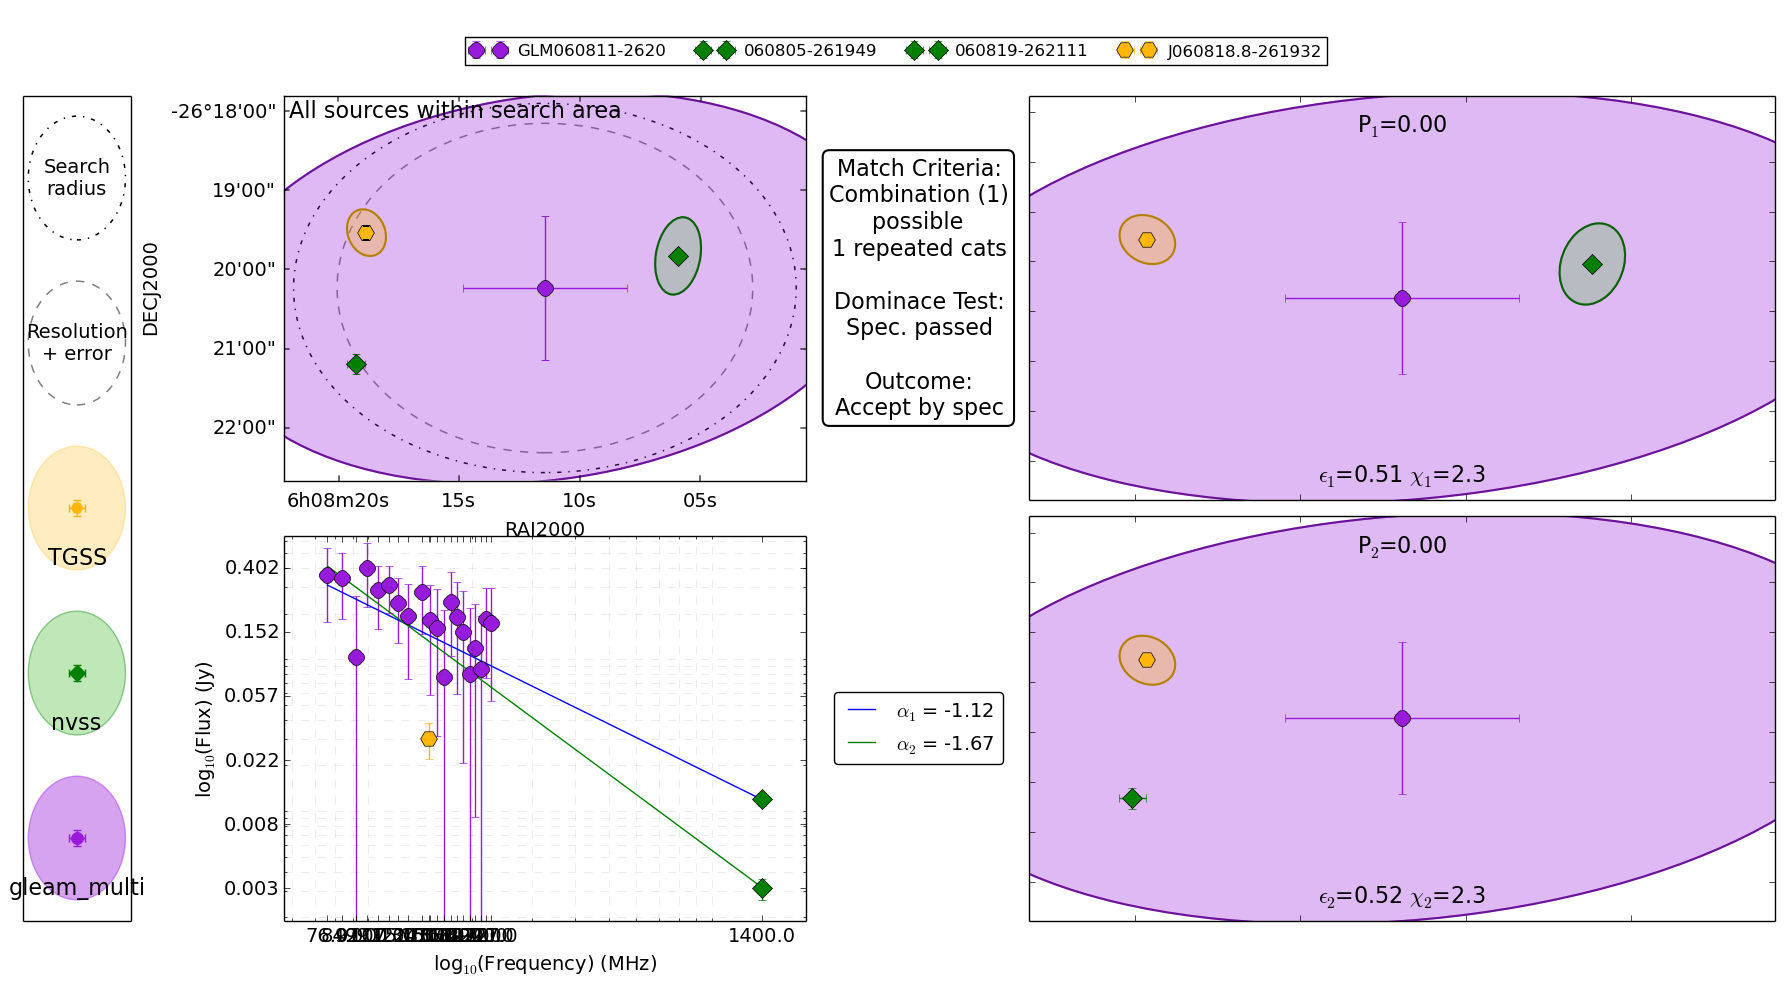 GLM060811-2620 060805-261949 060819-262111 J060818.8-261932
Search
radius
Resolution
+ error
TGSS
nvss
gleam_multi
All sources within search area
-26°18'00"
19'00"
20'00"
21'00"
22'00"
DECJ2000
6h08m20s 15s 10s 05s
RAJ2000
Match Criteria:
Combination (1)
possible
1 repeated cats
Dominace Test:
Spec. passed
Outcome:
Accept by spec
P1=0.00
ϵ1=0.51 χ1=2.3
P2=0.00
ϵ2=0.52 χ2=2.3
0.402
0.152
0.057
0.022
0.008
0.003
log10(Flux) (Jy)
1400.0
log10(Frequency) (MHz)
α1 = -1.12
α2 = -1.67